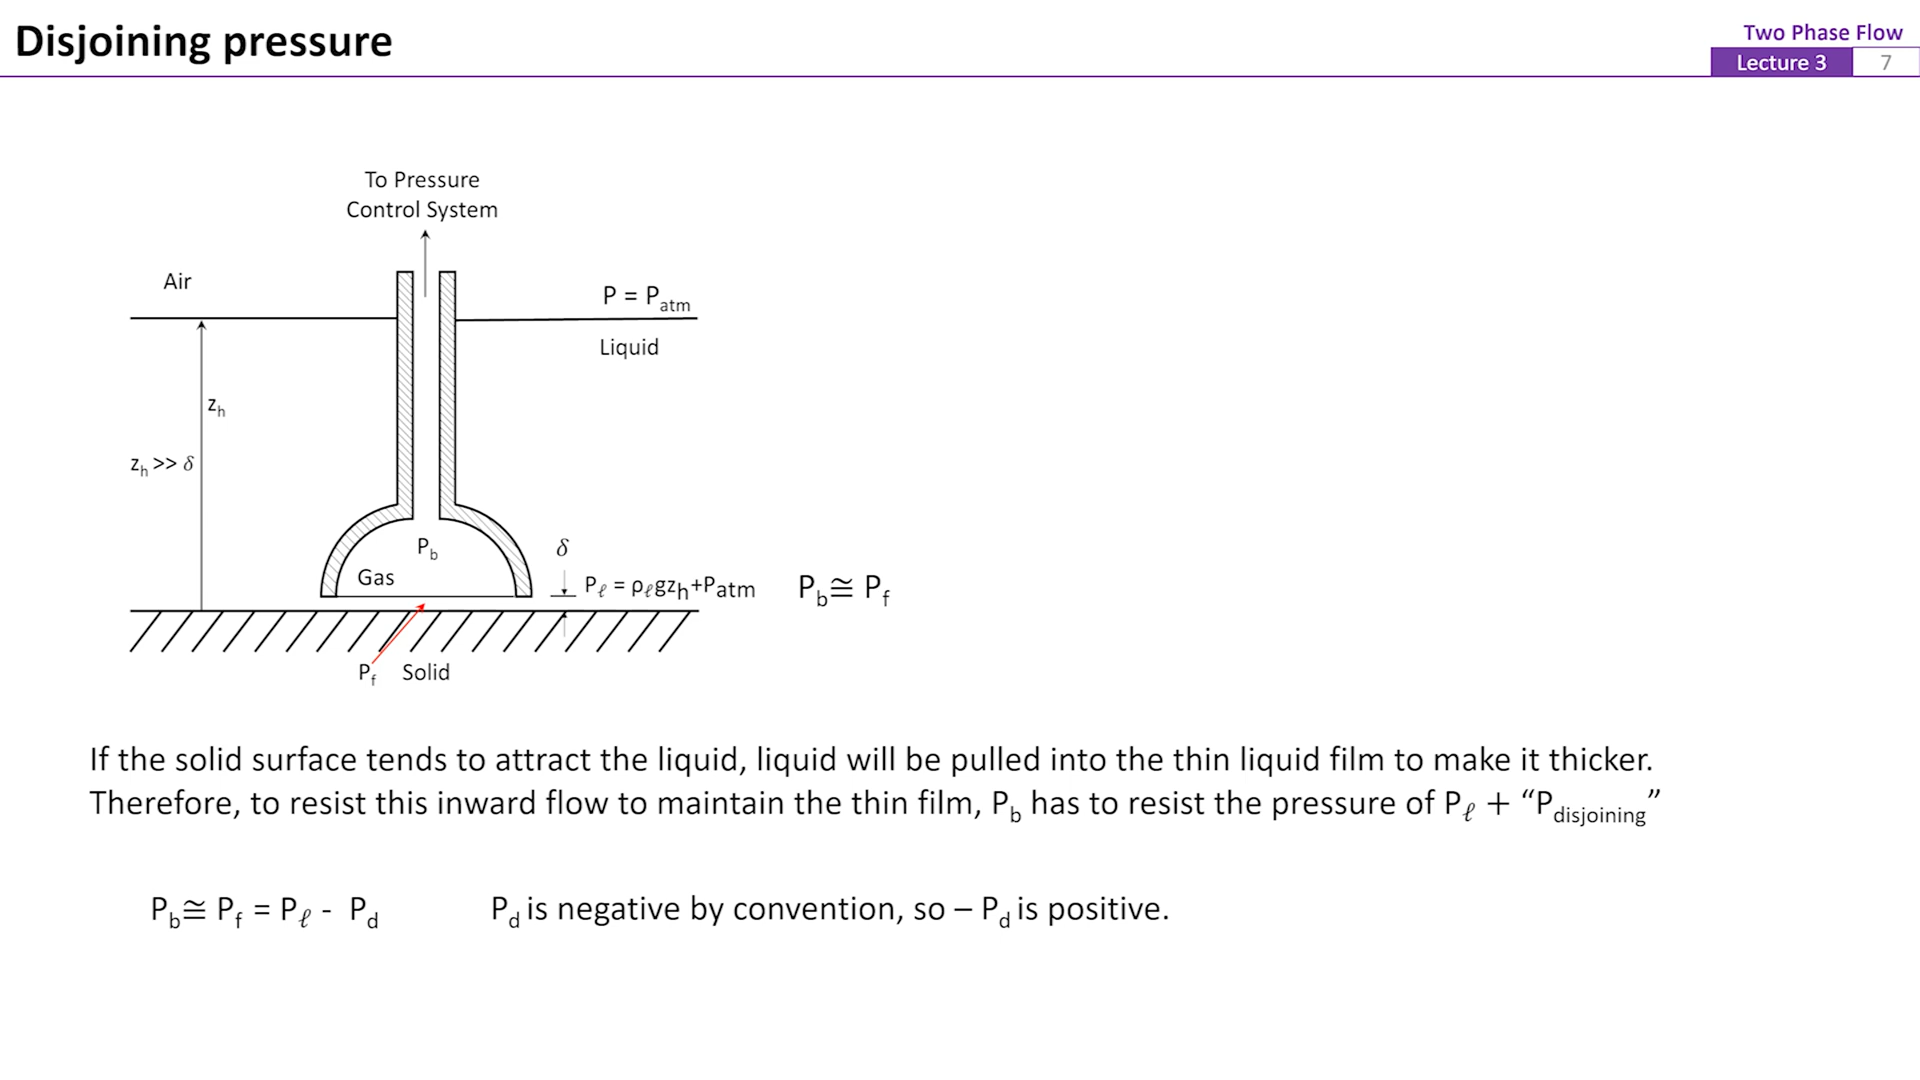 Disjoining pressure
Two Phase Flow
Lecture 3
7
To Pressure
Control System
Air
P = Patm
Liquid
zh
zh >> δ
Pb
δ
Gas
Pℓ = ρℓgzh+Patm
Pb≅ Pf
Pf
Solid
If the solid surface tends to attract the liquid, liquid will be pulled into the thin liquid film to make it thicker.
Therefore, to resist this inward flow to maintain the thin film, Pb has to resist the pressure of Pℓ + “Pdisjoining”
Pb≅ Pf = Pℓ - Pd
Pd is negative by convention, so – Pd is positive.